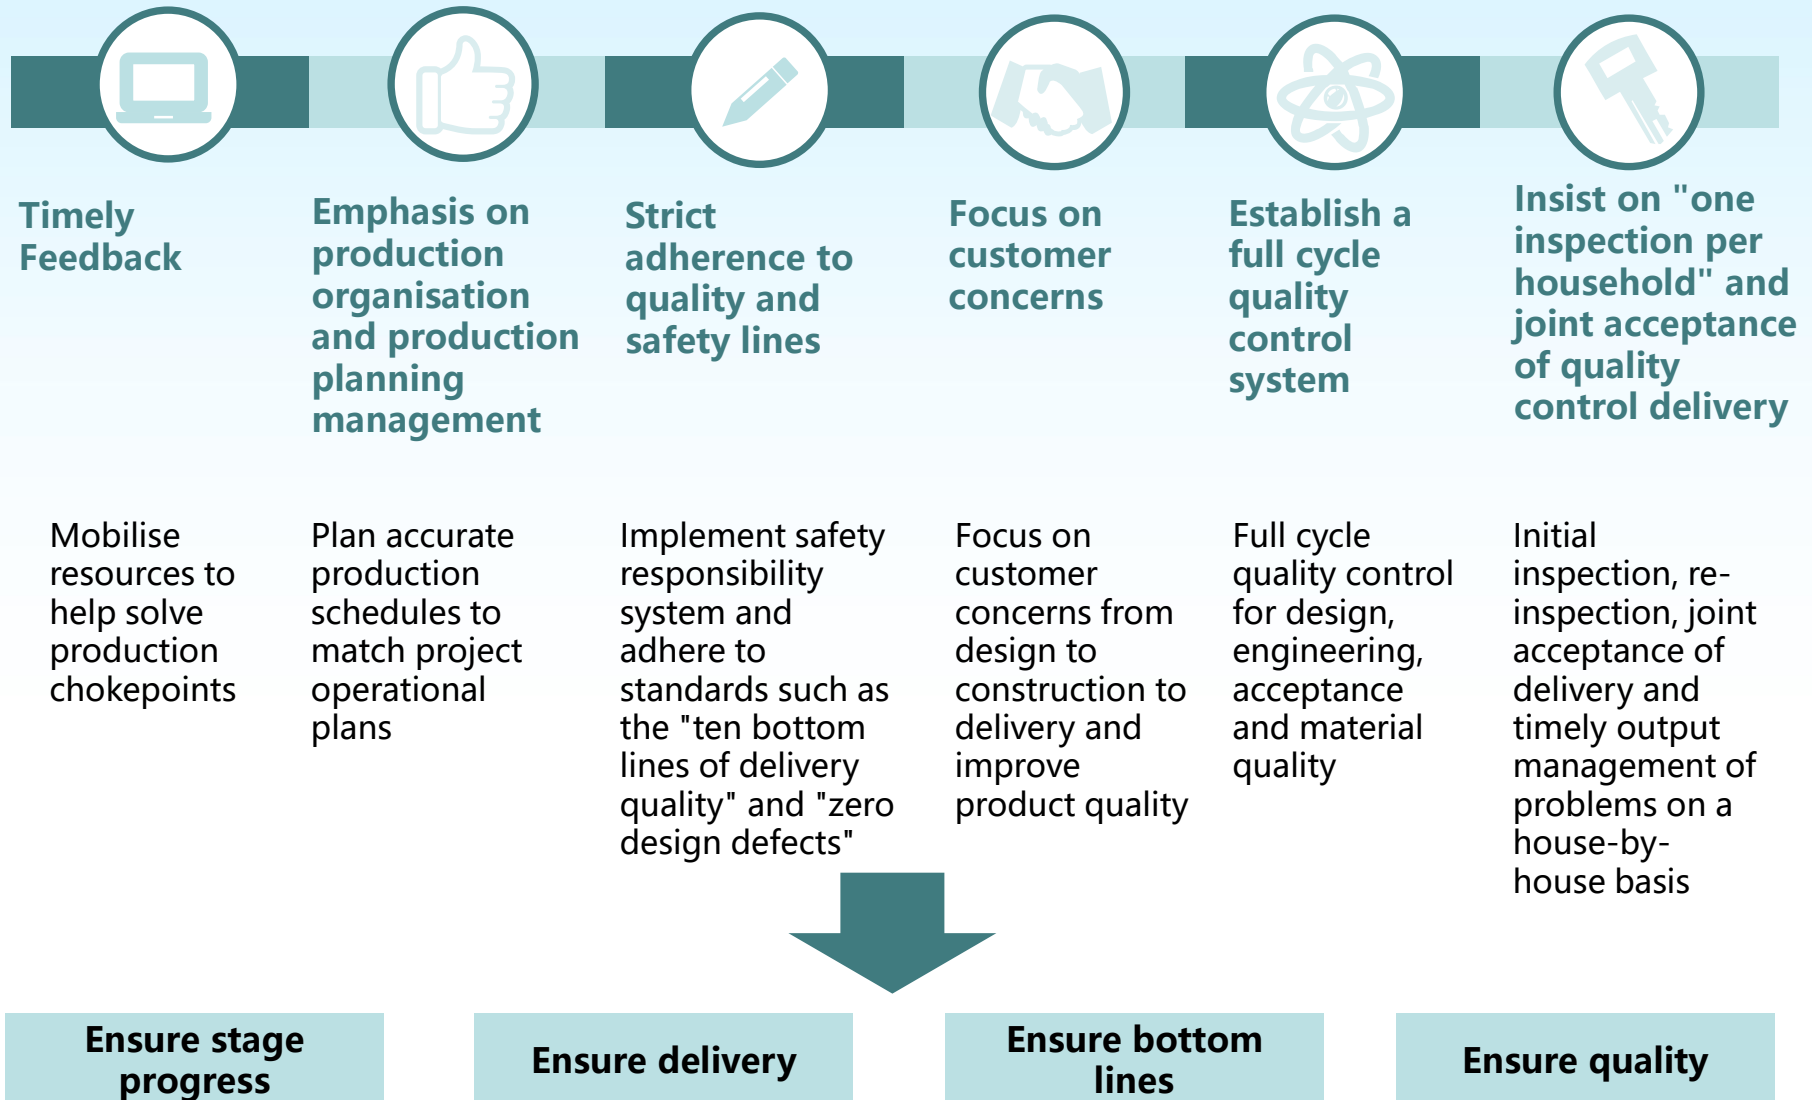 Timely
Feedback
Emphasis on
production
organisation
and production
planning
management
Strict
adherence to
quality and
safety lines
Focus on
customer
concerns
Establish a
full cycle
quality
control
system
Insist on "one
inspection per
household" and
joint acceptance
of quality
control delivery
Mobilise
resources to
help solve
production
chokepoints
Plan accurate
production
schedules to
match project
operational
plans
Implement safety
responsibility
system and
adhere to
standards such as
the "ten bottom
lines of delivery
quality" and "zero
design defects"
Focus on
customer
concerns from
design to
construction to
delivery and
improve
product quality
Full cycle
quality control
for design,
engineering,
acceptance
and material
quality
Initial
inspection, re-
inspection, joint
acceptance of
delivery and
timely output
management of
problems on a
house-by-
house basis
Ensure stage
progress
Ensure delivery
Ensure bottom
lines
Ensure quality